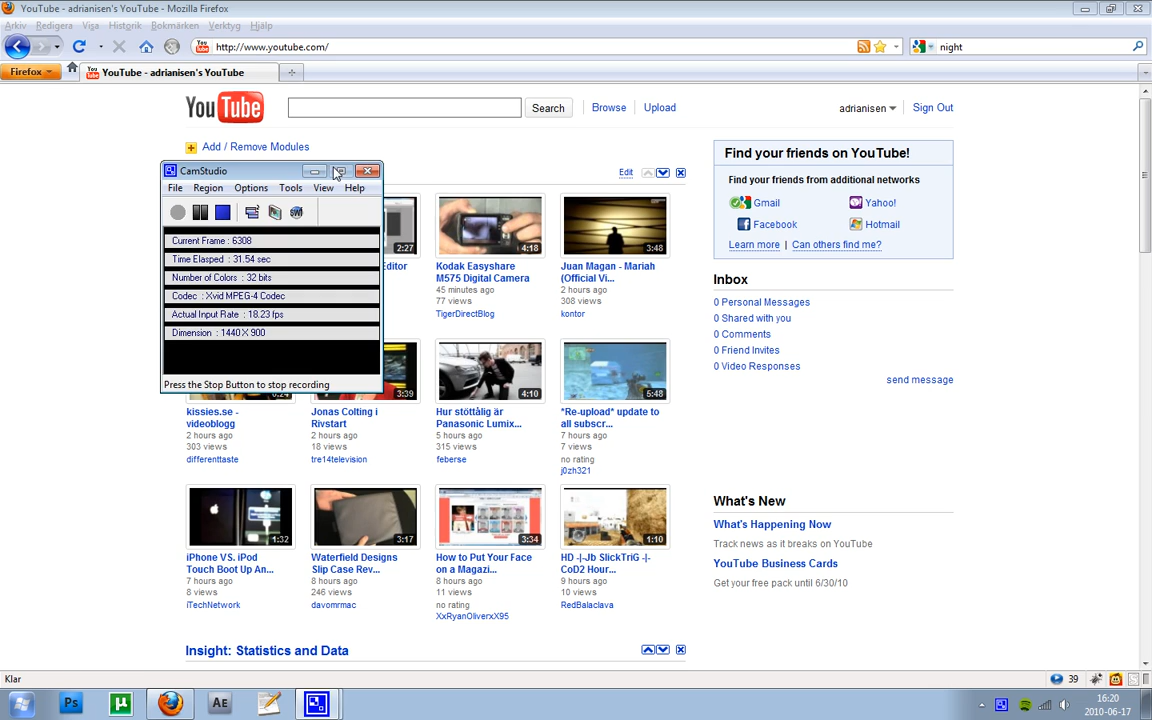 YouTube - adrianisen's YouTube - Mozilla Firefox
Arkiv Redigera Visa Historik Bokmärken Verktyg Hjälp
http://www.youtube.com/
night
Firefox
YouTube - adrianisen's YouTube
YouTube
Search
Browse
Upload
adrianisen
Sign Out
Add / Remove Modules
Edit
CamStudio
File Region Options Tools View Help
Current Frame : 6308
Time Elasped : 31.54 sec
Number of Colors : 32 bits
Codec : Xvid MPEG-4 Codec
Actual Input Rate : 18.23 fps
Dimension : 1440 X 900
Press the Stop Button to stop recording
2:27
Editor
4:18
Kodak Easyshare
M575 Digital Camera
45 minutes ago
77 views
TigerDirectBlog
3:48
Juan Magan - Mariah
(Official Vi...
2 hours ago
308 views
kontor
kissies.se -
videoblogg
2 hours ago
303 views
differenttaste
3:39
Jonas Colting i
Rivstart
2 hours ago
18 views
tre14television
4:10
Hur stöttålig är
Panasonic Lumix...
5 hours ago
315 views
feberse
5:48
*Re-upload* update to
all subscr...
7 hours ago
7 views
no rating
j0zh321
1:32
iPhone VS. iPod
Touch Boot Up An...
7 hours ago
8 views
iTechNetwork
3:17
Waterfield Designs
Slip Case Rev...
8 hours ago
246 views
davomrmac
3:34
How to Put Your Face
on a Magazi...
8 hours ago
11 views
no rating
XxRyanOliverxX95
1:10
HD -|-Jb SlickTriG -|-
CoD2 Hour...
9 hours ago
10 views
RedBalaclava
Insight: Statistics and Data
Find your friends on YouTube!
Find your friends from additional networks
Gmail
Yahoo!
Facebook
Hotmail
Learn more | Can others find me?
Inbox
0 Personal Messages
0 Shared with you
0 Comments
0 Friend Invites
0 Video Responses
send message
What's New
What's Happening Now
Track news as it breaks on YouTube
YouTube Business Cards
Get your free pack until 6/30/10
Klar
39
Ps
µ
Ae
16:20
2010-06-17